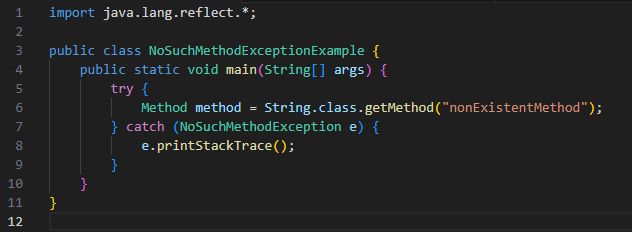 1 import java.lang.reflect.*;
2
3 public class NoSuchMethodExceptionExample {
4     public static void main(String[] args) {
5         try {
6             Method method = String.class.getMethod("nonExistentMethod");
7         } catch (NoSuchMethodException e) {
8             e.printStackTrace();
9         }
10     }
11 }
12